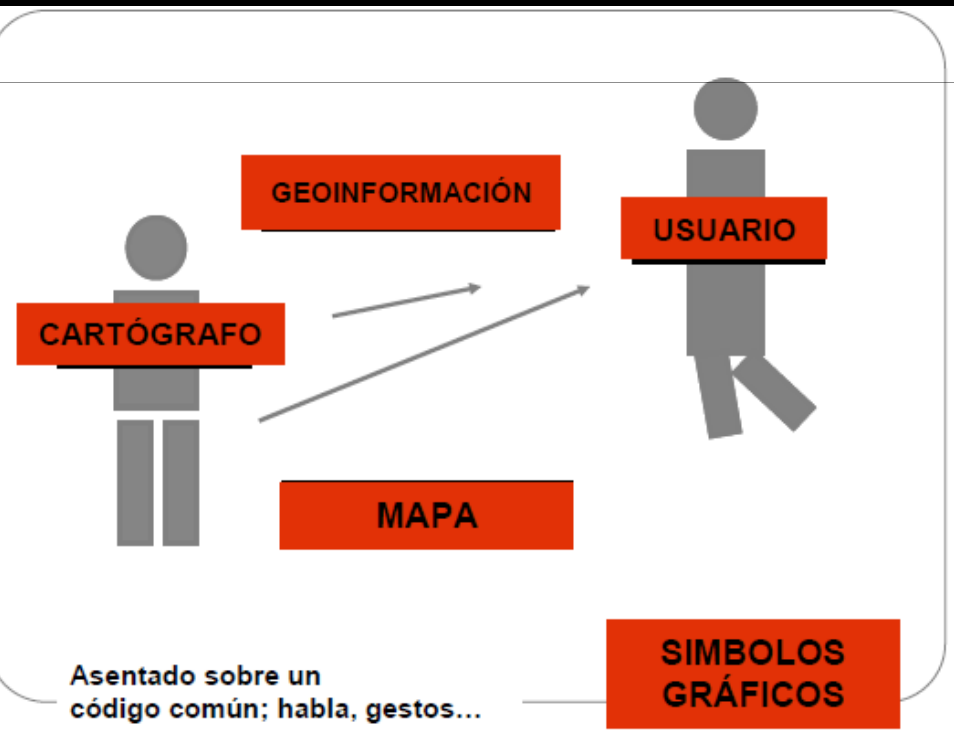 GEOINFORMACIÓN
USUARIO
CARTÓGRAFO
MAPA
Asentado sobre un
código común; habla, gestos...
SIMBOLOS
GRÁFICOS